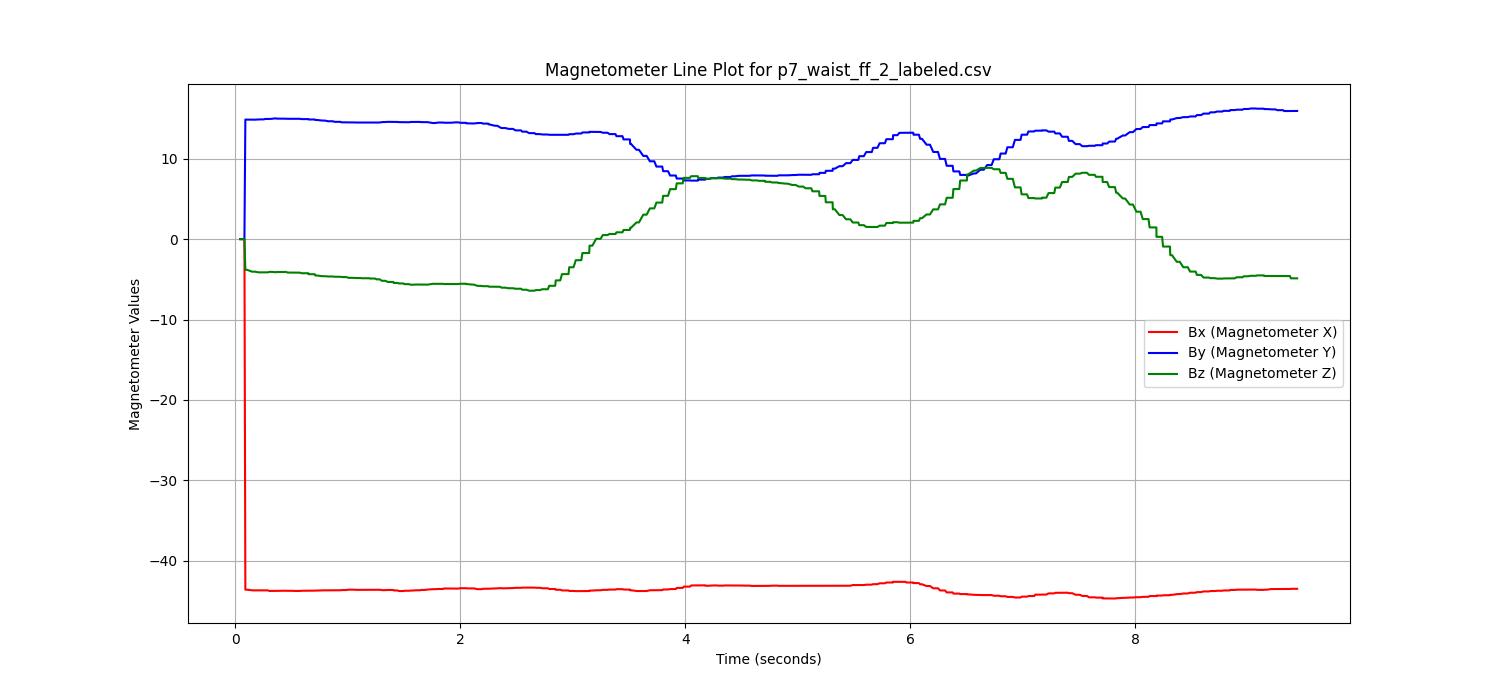 Magnetometer Line Plot for p7_waist_ff_2_labeled.csv
Magnetometer Values
10
0
−10
−20
−30
−40
Bx (Magnetometer X)
By (Magnetometer Y)
Bz (Magnetometer Z)
0 2 4 6 8
Time (seconds)